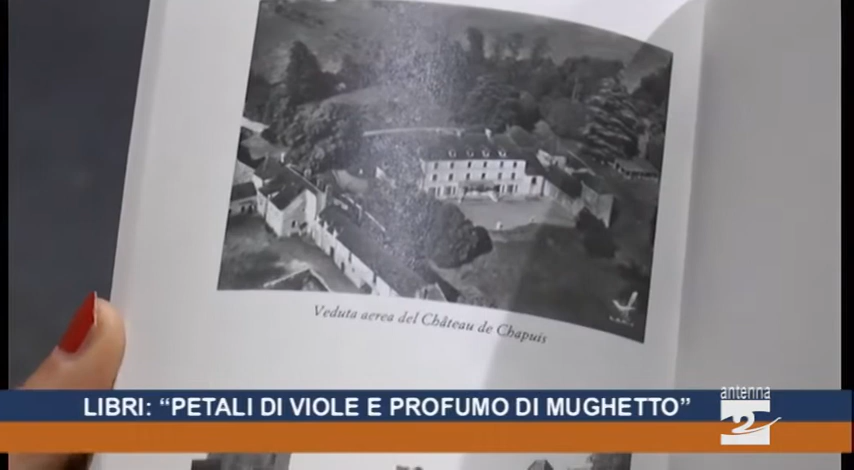 Veduta aerea del Château de Chapuis
LIBRI: “PETALI DI VIOLE E PROFUMO DI MUGHETTO”
antenna
2